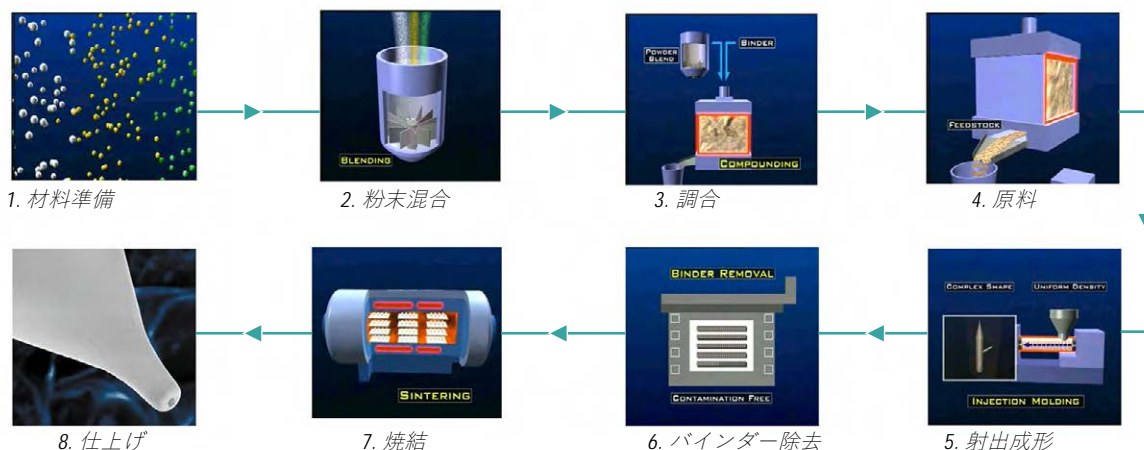 BLENDING
POWDER
BLEND
BINDER
COMPOUNDING
FEEDSTOCK
1. 材料準備
2. 粉末混合
3. 調合
4. 原料
COMPLEX SHAPE
UNIFORM DENSITY
INJECTION MOLDING
BINDER REMOVAL
CONTAMINATION FREE
SINTERING
8. 仕上げ
7. 焼結
6. バインダー除去
5. 射出成形